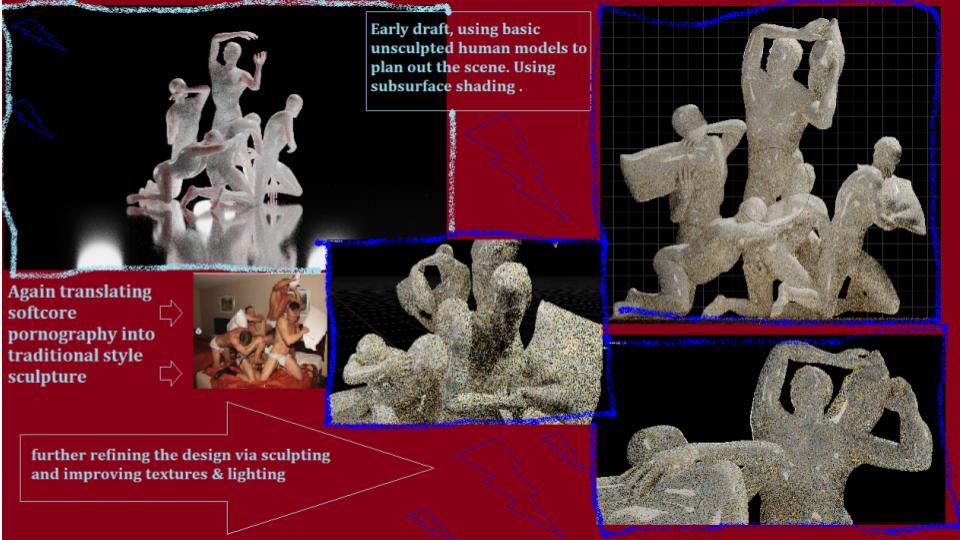 Early draft, using basic
unsculpted human models to
plan out the scene. Using
subsurface shading .
Again translating
softcore
pornography into
traditional style
sculpture
further refining the design via sculpting
and improving textures & lighting